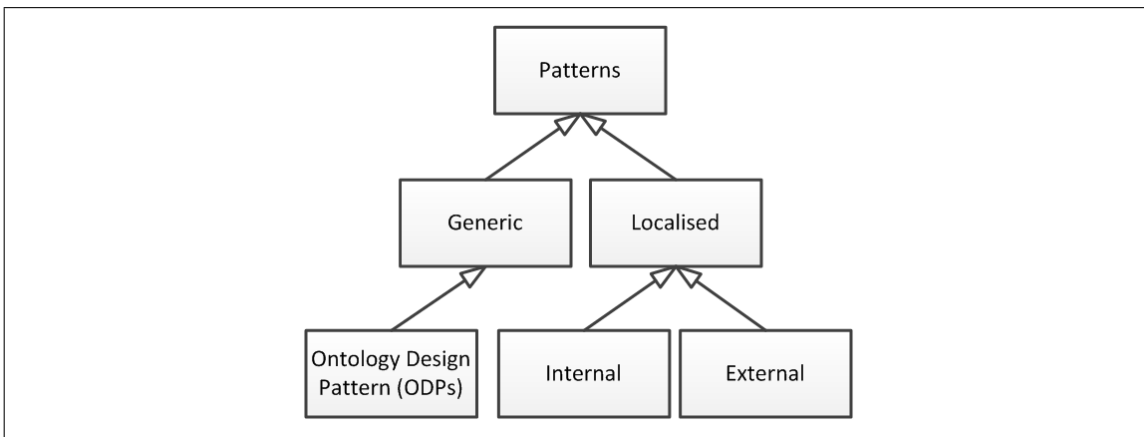 Patterns
Generic
Localised
Ontology Design
Pattern (ODPs)
Internal
External